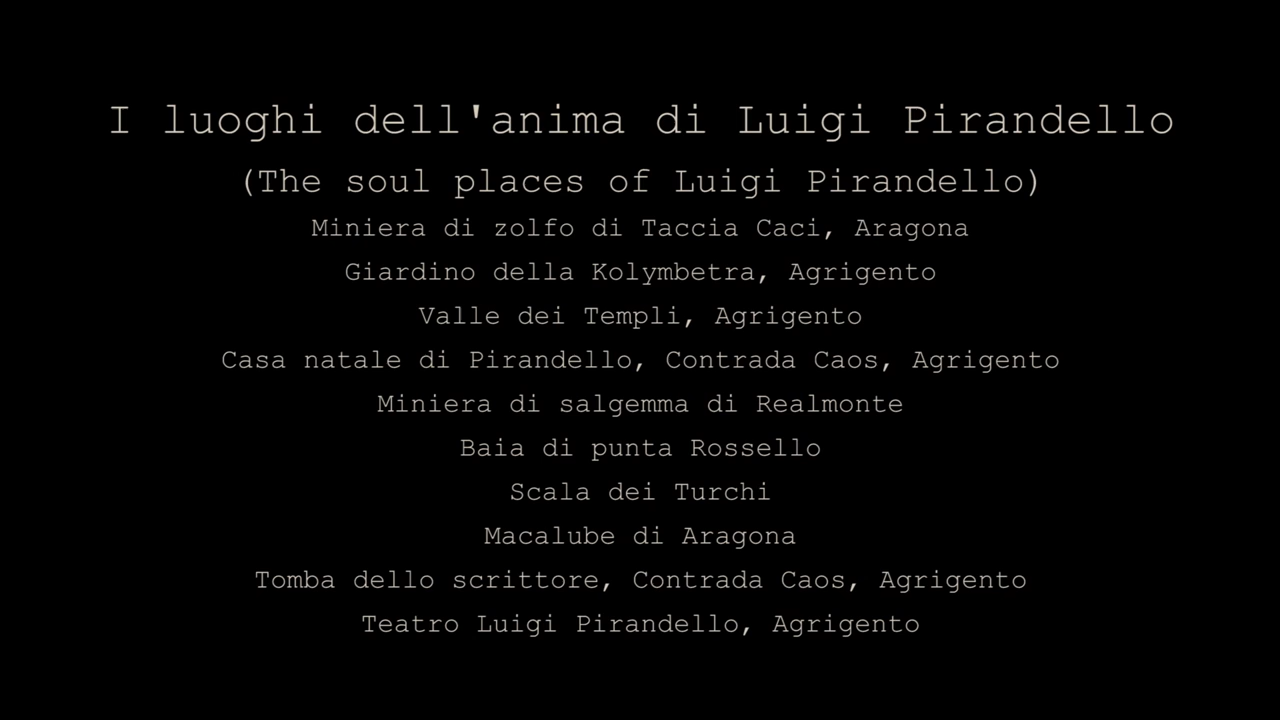 I luoghi dell'anima di Luigi Pirandello
(The soul places of Luigi Pirandello)
Miniera di zolfo di Taccia Caci, Aragona
Giardino della Kolymbetra, Agrigento
Valle dei Templi, Agrigento
Casa natale di Pirandello, Contrada Caos, Agrigento
Miniera di salgemma di Realmonte
Baia di punta Rossello
Scala dei Turchi
Macalube di Aragona
Tomba dello scrittore, Contrada Caos, Agrigento
Teatro Luigi Pirandello, Agrigento